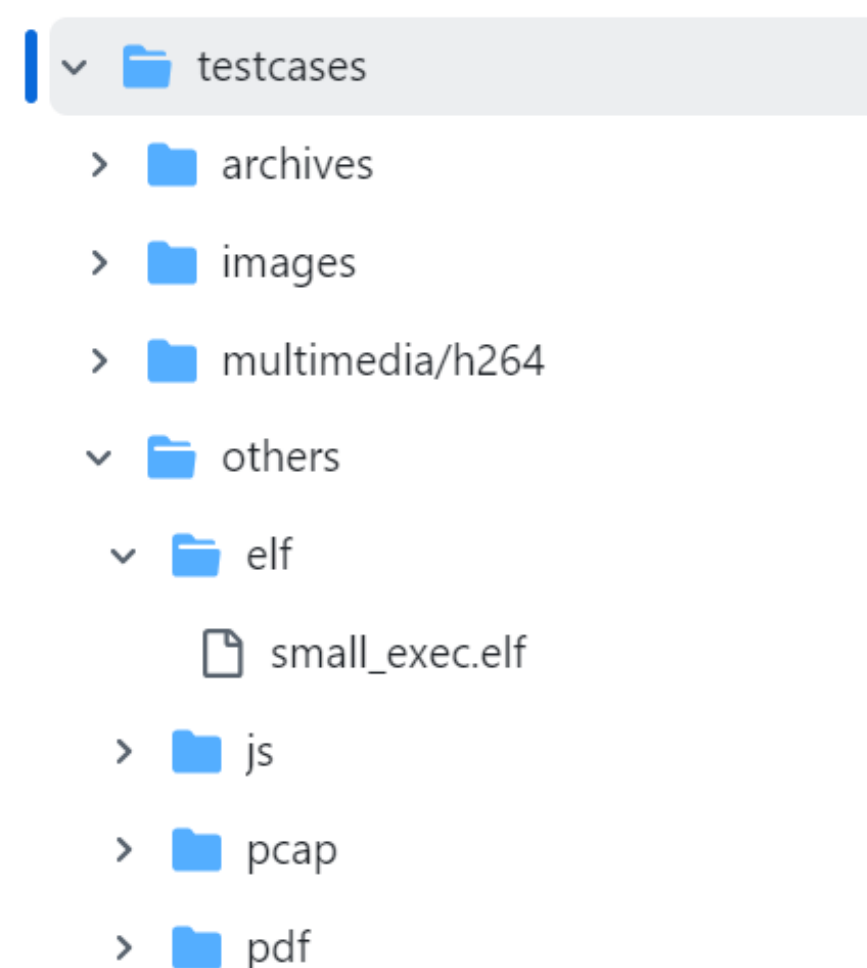 testcases
archives
images
multimedia/h264
others
elf
small_exec.elf
js
pcap
pdf